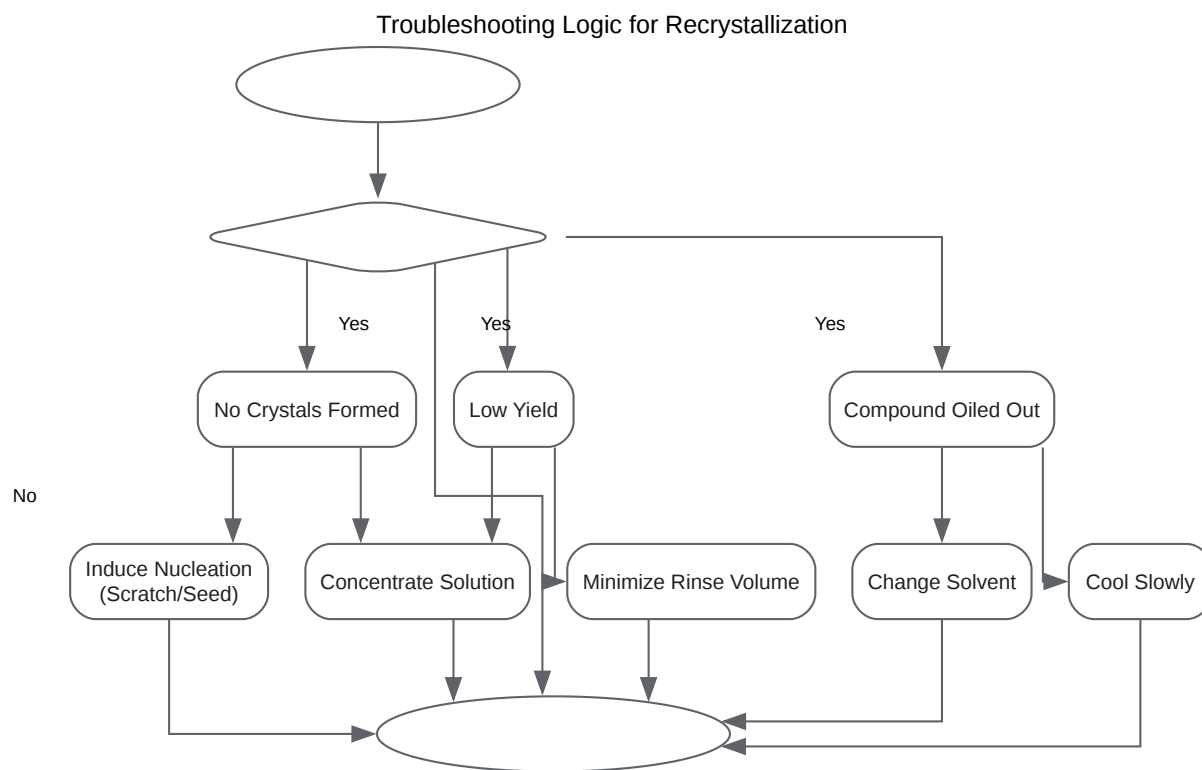 Troubleshooting Logic for Recrystallization
Yes
Yes
Yes
No Crystals Formed
Low Yield
Compound Oiled Out
No
Induce Nucleation
(Scratch/Seed)
Concentrate Solution
Minimize Rinse Volume
Change Solvent
Cool Slowly